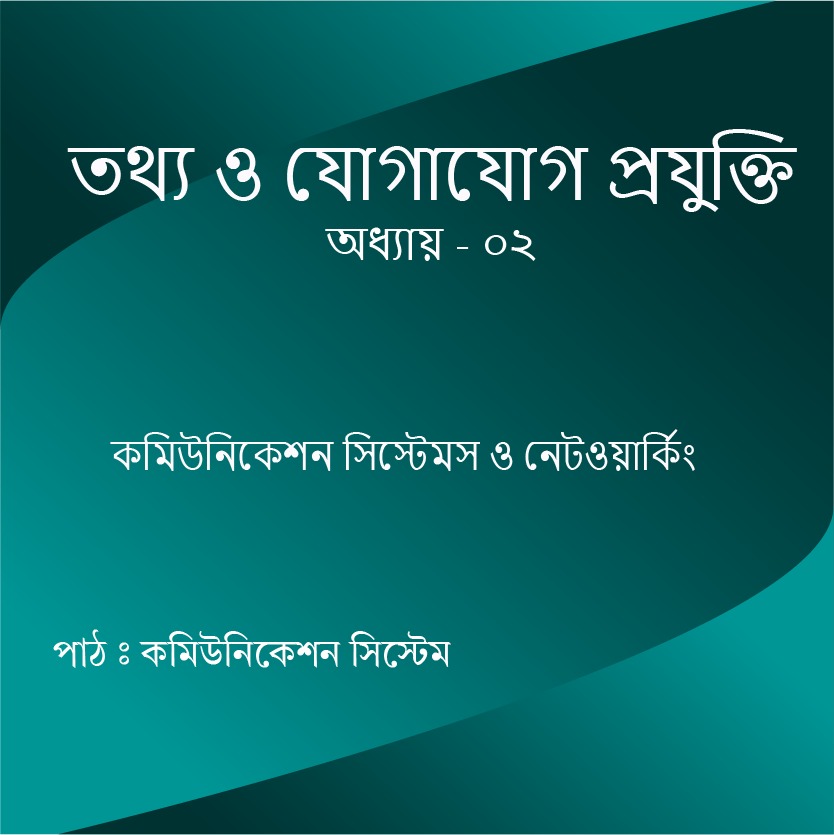 তথ্য ও যোগাযোগ প্রযুক্তি
অধ্যায় - ০২
কমিউনিকেশন সিস্টেমস ও নেটওয়ার্কিং
পাঠ ঃ কমিউনিকেশন সিস্টেম